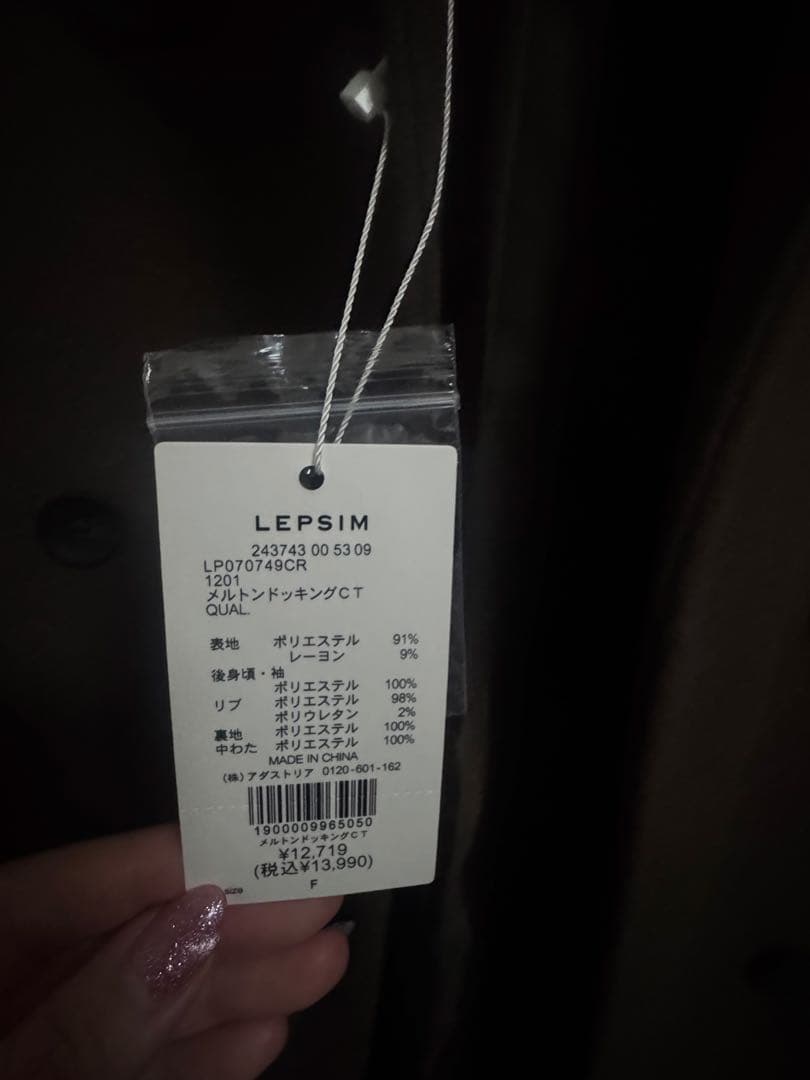 LEPSIM
243743 00 53 09
LP070749CR
1201
メルトンドッキングCT
QUAL.
表地 ポリエステル 91%
レーヨン 9%
後身頃・袖
ポリエステル 100%
リブ ポリエステル 98%
ポリウレタン 2%
裏地 ポリエステル 100%
中わた ポリエステル 100%
MADE IN CHINA
(株)アダストリア 0120-601-162
1900009965050
メルトンドッキングCT
¥12,719
(税込¥13,990)
size F